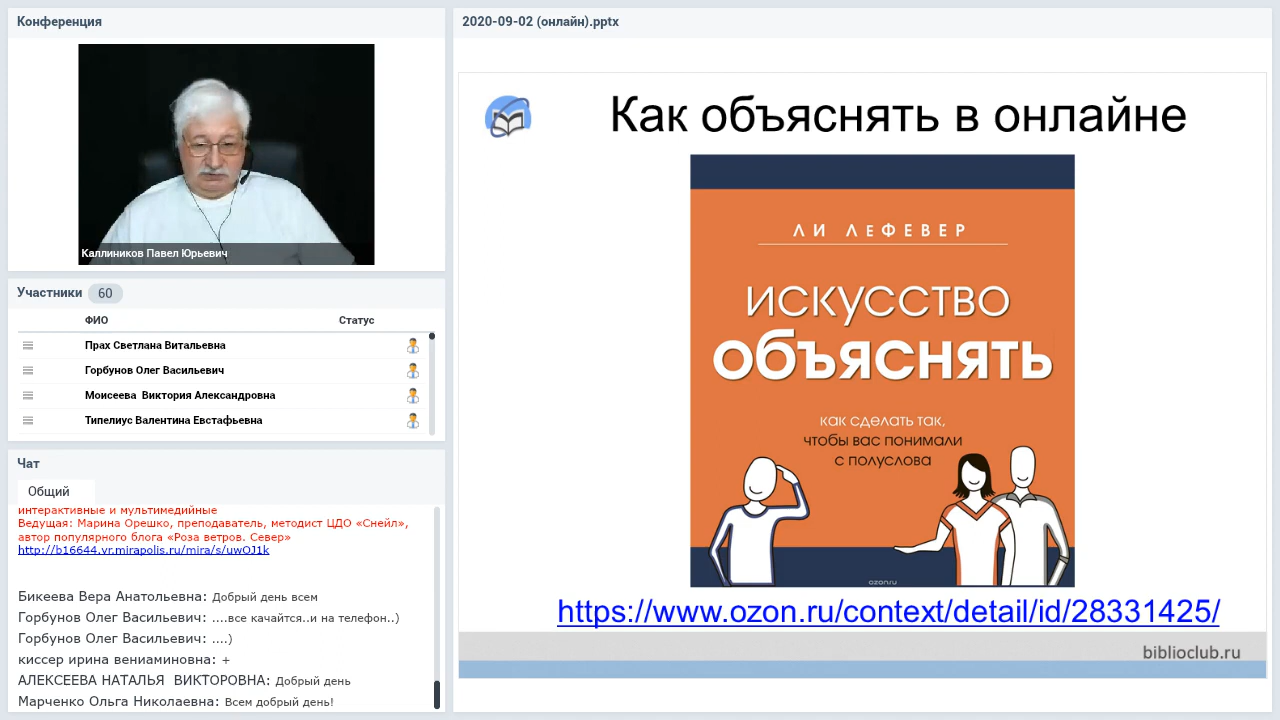 Конференция
Каллиников Павел Юрьевич
Участники 60
ФИО Статус
Прах Светлана Витальевна
Горбунов Олег Васильевич
Моисеева Виктория Александровна
Типелиус Валентина Евстафьевна
Чат
Общий
интерактивные и мультимедийные
Ведущая: Марина Орешко, преподаватель, методист ЦДО «Снейл»,
автор популярного блога «Роза ветров. Север»
http://b16644.vr.mirapolis.ru/mira/s/uwOJ1k
Бикеева Вера Анатольевна: Добрый день всем
Горбунов Олег Васильевич: ....все качайтся..и на телефон..)
Горбунов Олег Васильевич: ....)
киссер ирина вениаминовна: +
АЛЕКСЕЕВА НАТАЛЬЯ ВИКТОРОВНА: Добрый день
Марченко Ольга Николаевна: Всем добрый день!
2020-09-02 (онлайн).pptx
Как объяснять в онлайне
ЛИ ЛЕФЕВЕР
ИСКУССТВО
объяснять
как сделать так,
чтобы вас понимали
с полуслова
ozon.ru
https://www.ozon.ru/context/detail/id/28331425/
biblioclub.ru